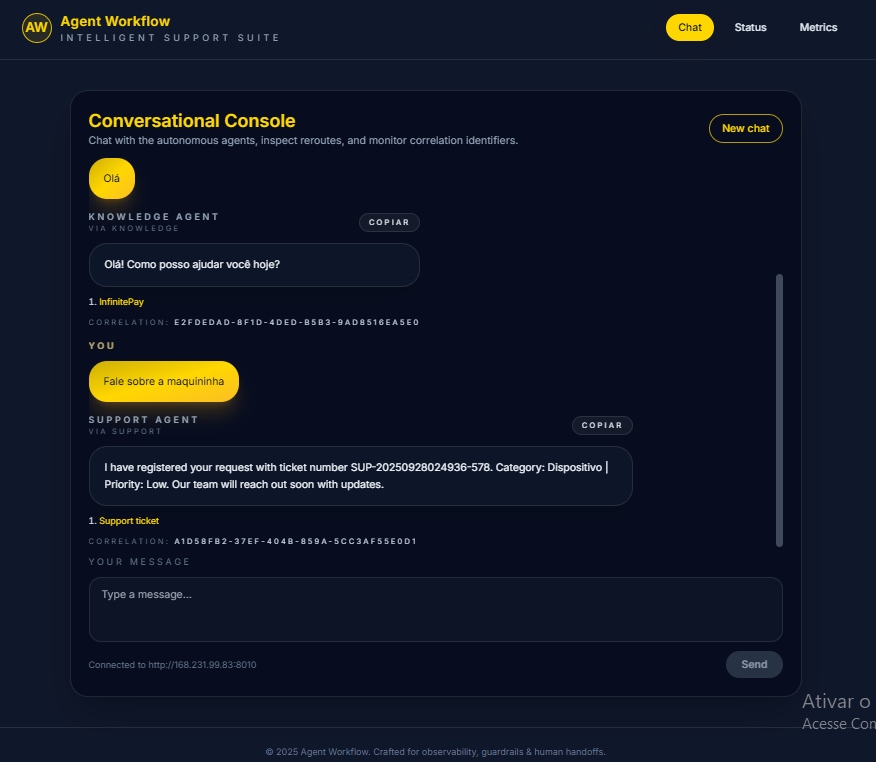 AW
Agent Workflow
INTELLIGENT SUPPORT SUITE
Chat
Status
Metrics
Conversational Console
Chat with the autonomous agents, inspect reroutes, and monitor correlation identifiers.
New chat
Olá
KNOWLEDGE AGENT
VIA KNOWLEDGE
COPIAR
Olá! Como posso ajudar você hoje?
1. InfinitePay
CORRELATION: E2FDEDAD-8F1D-4DED-B5B3-9AD8516EA5E0
YOU
Fale sobre a maquininha
SUPPORT AGENT
VIA SUPPORT
COPIAR
I have registered your request with ticket number SUP-20250928024936-578. Category: Dispositivo |
Priority: Low. Our team will reach out soon with updates.
1. Support ticket
CORRELATION: A1D58FB2-37EF-404B-859A-5CC3AF55E0D1
YOUR MESSAGE
Type a message...
Connected to http://168.231.99.83:8010
Send
Ativar o
Acesse Con
© 2025 Agent Workflow. Crafted for observability, guardrails & human handoffs.